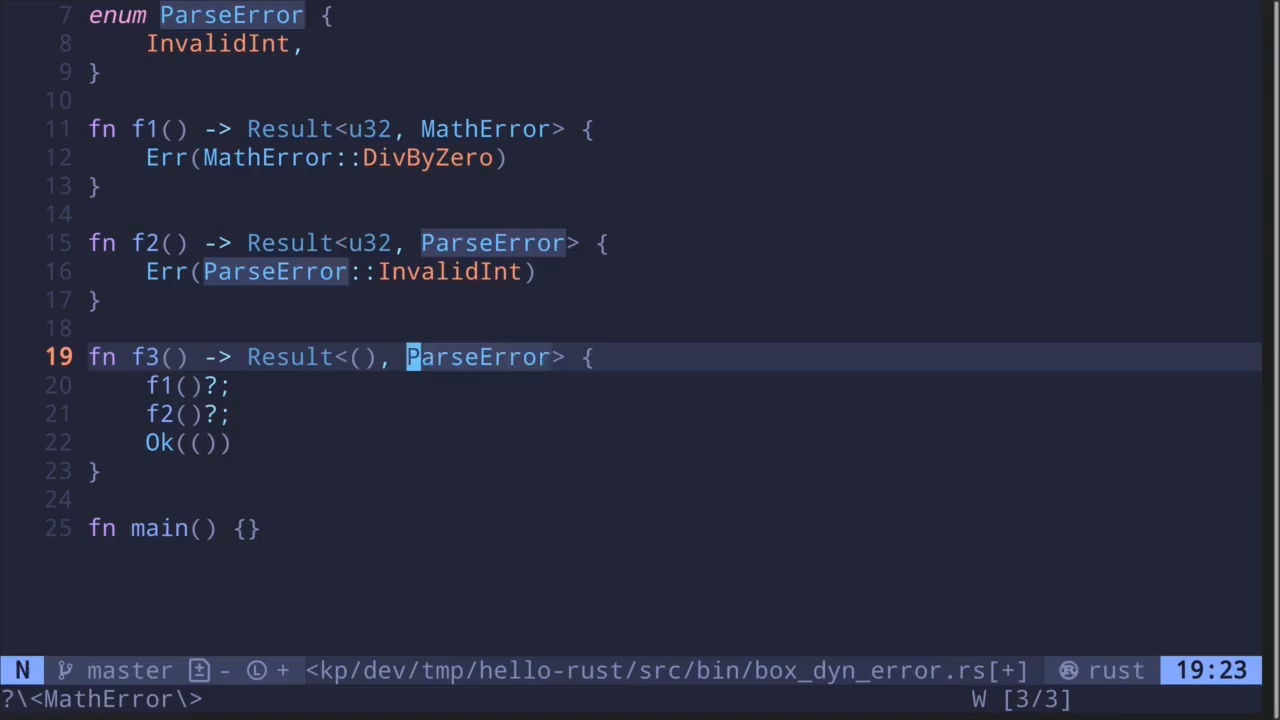 7 enum ParseError {
8     InvalidInt,
9 }
10
11 fn f1() -> Result<u32, MathError> {
12     Err(MathError::DivByZero)
13 }
14
15 fn f2() -> Result<u32, ParseError> {
16     Err(ParseError::InvalidInt)
17 }
18
19 fn f3() -> Result<(), ParseError> {
20     f1()?;
21     f2()?;
22     Ok(())
23 }
24
25 fn main() {}
N master - L + <kp/dev/tmp/hello-rust/src/bin/box_dyn_error.rs[+] rust 19:23
?\<MathError\> W [3/3]